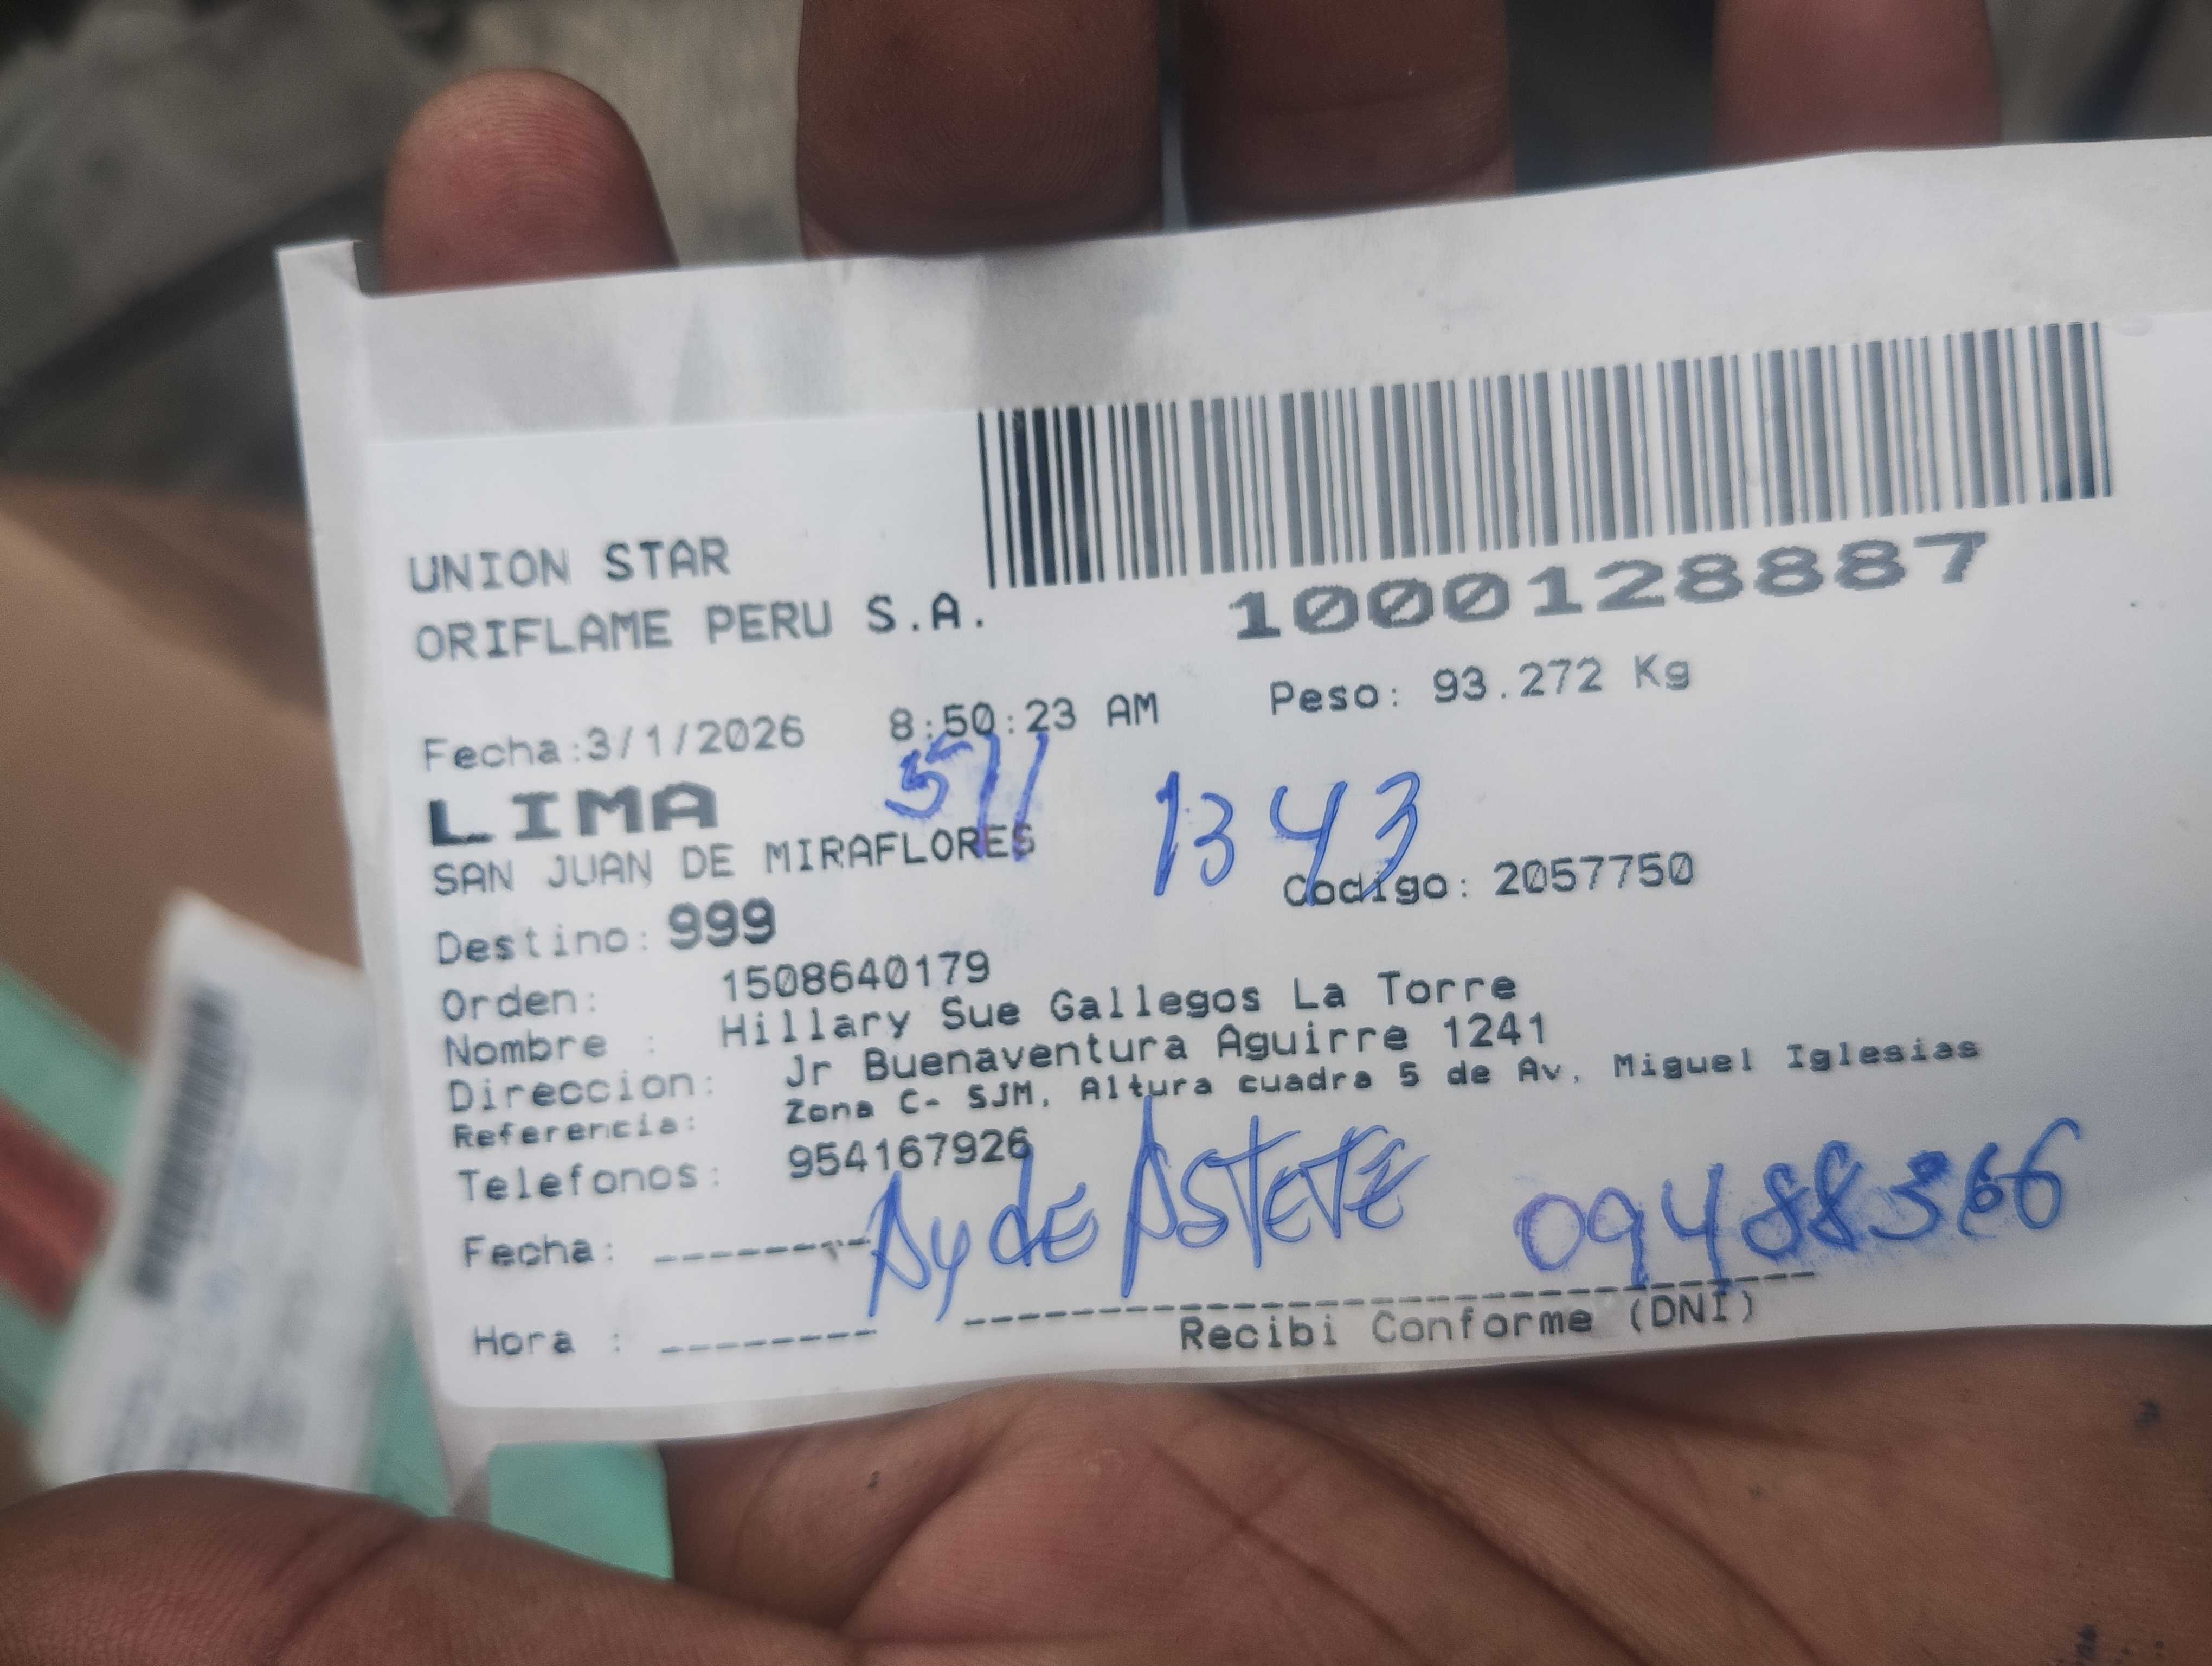 UNION STAR
ORIFLAME PERU S.A.
1000128887
Fecha:3/1/2026 8:50:23 AM Peso: 93.272 Kg
LIMA 1343
SAN JUAN DE MIRAFLORES
Codigo: 2057750
Destino: 999
Orden: 1508640179
Nombre : Hillary Sue Gallegos La Torre
Direccion: Jr Buenaventura Aguirre 1241
Referencia: Zona C- SJM, Altura cuadra 5 de Av. Miguel Iglesias
Telefonos: 954167926
Fecha: AydE ASTETE 09488366
Hora :
Recibi Conforme (DNI)